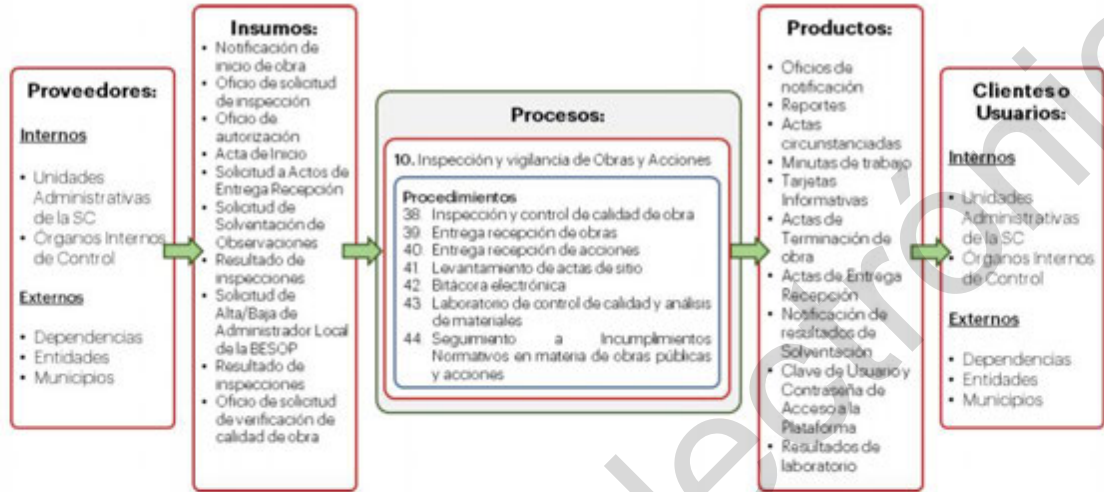 Proveedores:
Internos
• Unidades
Administrativas
de la SC
• Órganos Internos
de Control
Externos
• Dependencias
• Entidades
• Municipios
Insumos:
• Notificación de
inicio de obra
• Oficio de solicitud
de inspección
• Oficio de
autorización
• Acta de Inicio
• Solicitud a Actos de
Entrega Recepción
• Solicitud de
Solventación de
Observaciones
• Resultado de
inspecciones
• Solicitud de
Alta/Baja de
Administrador Local
de la BESOP
• Resultado de
inspecciones
• Oficio de solicitud
de verificación de
calidad de obra
Procesos:
10. Inspección y vigilancia de Obras y Acciones
Procedimientos
38. Inspección y control de calidad de obra
39. Entrega recepción de obras
40. Entrega recepción de acciones
41. Levantamiento de actas de sitio
42. Bitácora electrónica
43. Laboratorio de control de calidad y análisis
de materiales
44. Seguimiento a Incumplimientos
Normativos en materia de obras públicas
y acciones
Productos:
• Oficios de
notificación
• Reportes
• Actas
circunstanciadas
• Minutas de trabajo
• Tarjetas
Informativas
• Actas de
Terminación de
obra
• Actas de Entrega
Recepción
• Notificación de
resultados de
Solventación
• Clave de Usuario y
Contraseña de
Acceso a la
Plataforma
• Resultados de
laboratorio
Clientes o
Usuarios:
Internos
• Unidades
Administrativas
de la SC
• Órganos Internos
de Control
Externos
• Dependencias
• Entidades
• Municipios